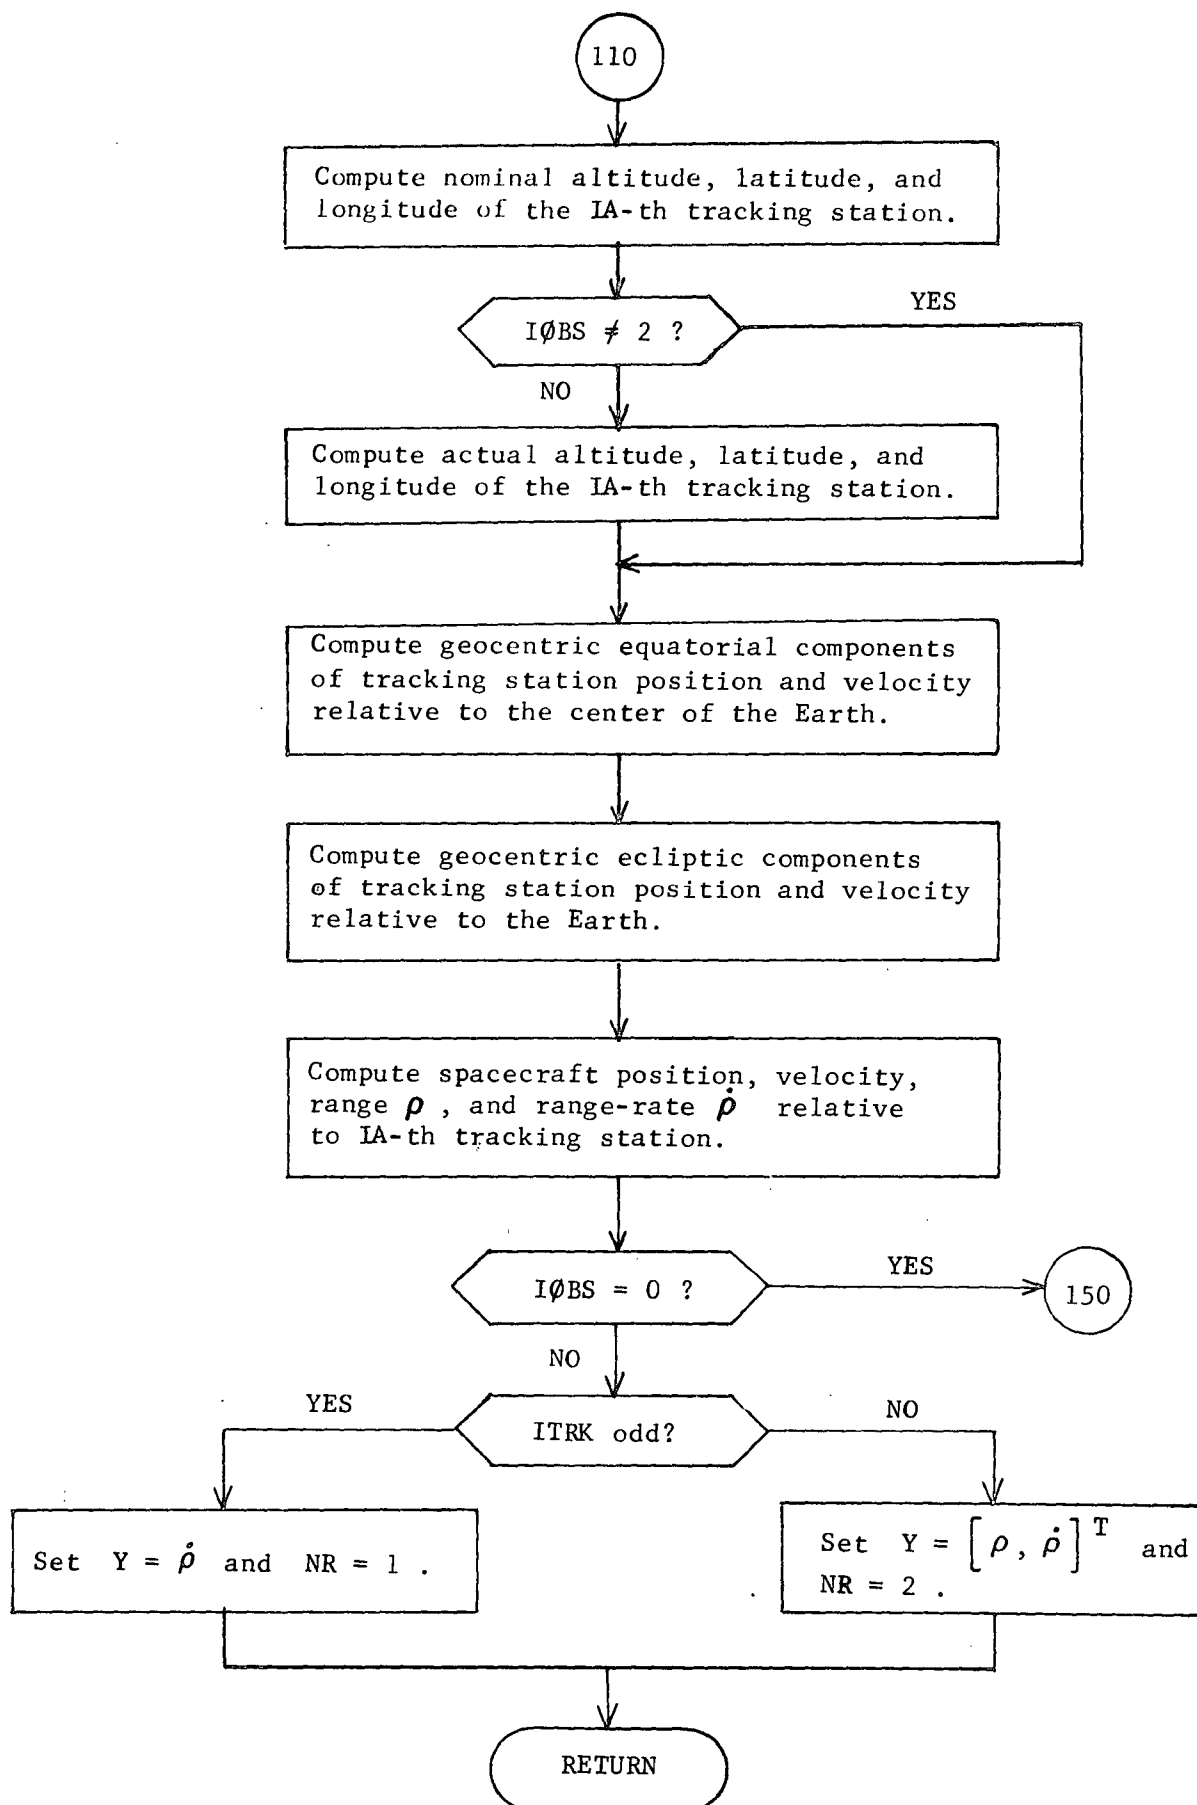 110
Compute nominal altitude, latitude, and
longitude of the IA-th tracking station.
IØBS ≠ 2 ?
YES
NO
Compute actual altitude, latitude, and
longitude of the IA-th tracking station.
Compute geocentric equatorial components
of tracking station position and velocity
relative to the center of the Earth.
Compute geocentric ecliptic components
of tracking station position and velocity
relative to the Earth.
Compute spacecraft position, velocity,
range ρ , and range-rate ρ̇ relative
to IA-th tracking station.
IØBS = 0 ?
YES
150
NO
YES
ITRK odd?
NO
Set Y = ρ̇ and NR = 1 .
Set Y = [ρ, ρ̇]ᵀ and
NR = 2 .
RETURN